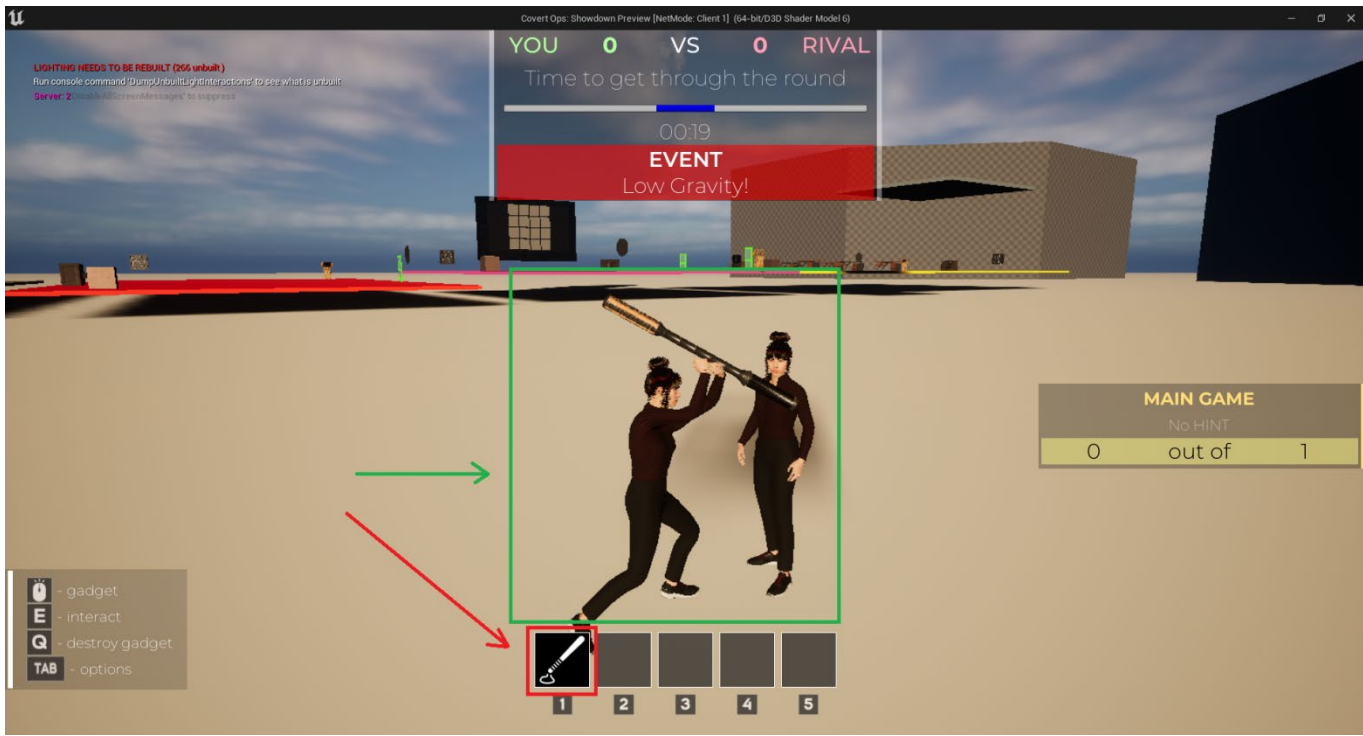 Covert Ops: Showdown Preview [NetMode: Client 1] (64-bit/D3D Shader Model 6)
YOU 0 VS 0 RIVAL
Time to get through the round
00:19
EVENT
Low Gravity!
LIGHTING NEEDS TO BE REBUILT (266 unbuilt)
Run console command 'DumpUnbuiltLightInteractions' to see what is unbuilt
Server: 2
'DisableAllScreenMessages' to suppress
MAIN GAME
No HINT
0 out of 1
- gadget
E - interact
Q - destroy gadget
TAB - options
1 2 3 4 5